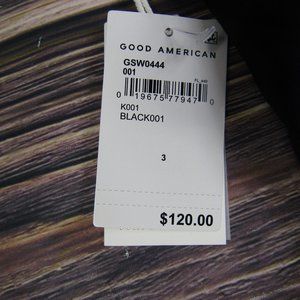 GOOD AMERICAN
GSW0444
001
0 19675 77947 0
K001
BLACK001
3
$120.00